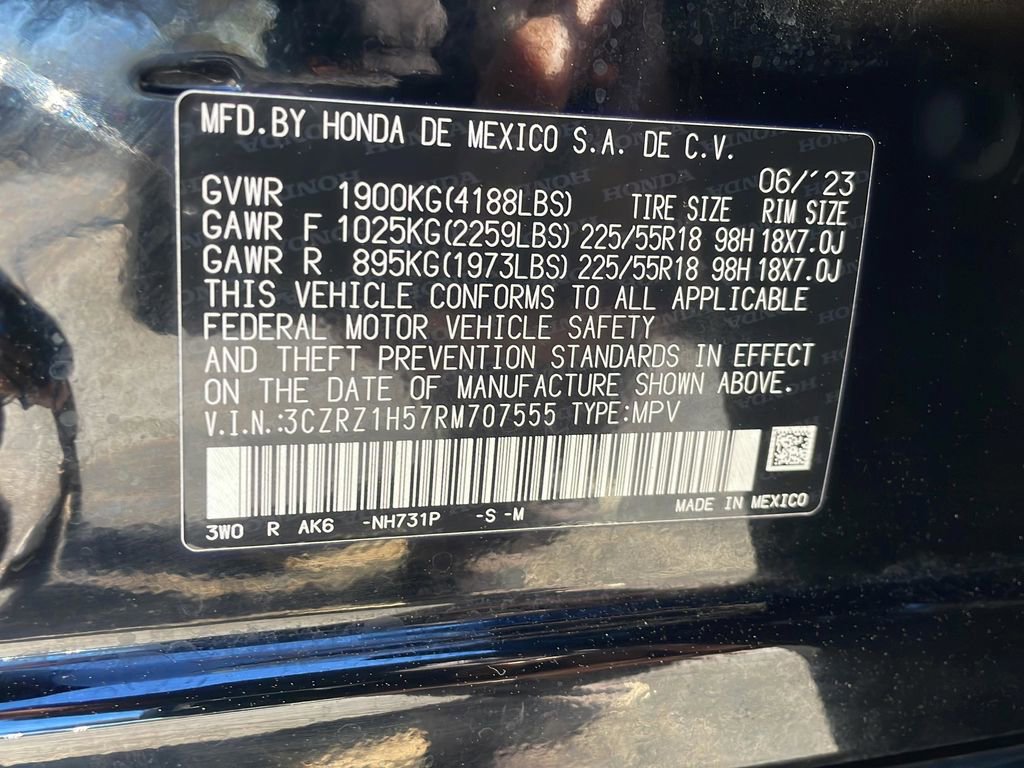 MFD.BY HONDA DE MEXICO S.A. DE C.V.
06/'23
GVWR 1900KG(4188LBS) TIRE SIZE RIM SIZE
GAWR F 1025KG(2259LBS) 225/55R18 98H 18X7.0J
GAWR R 895KG(1973LBS) 225/55R18 98H 18X7.0J
THIS VEHICLE CONFORMS TO ALL APPLICABLE
FEDERAL MOTOR VEHICLE SAFETY
AND THEFT PREVENTION STANDARDS IN EFFECT
ON THE DATE OF MANUFACTURE SHOWN ABOVE.
V.I.N.:3CZRZ1H57RM707555 TYPE:MPV
MADE IN MEXICO
3WO R AK6 -NH731P -S -M